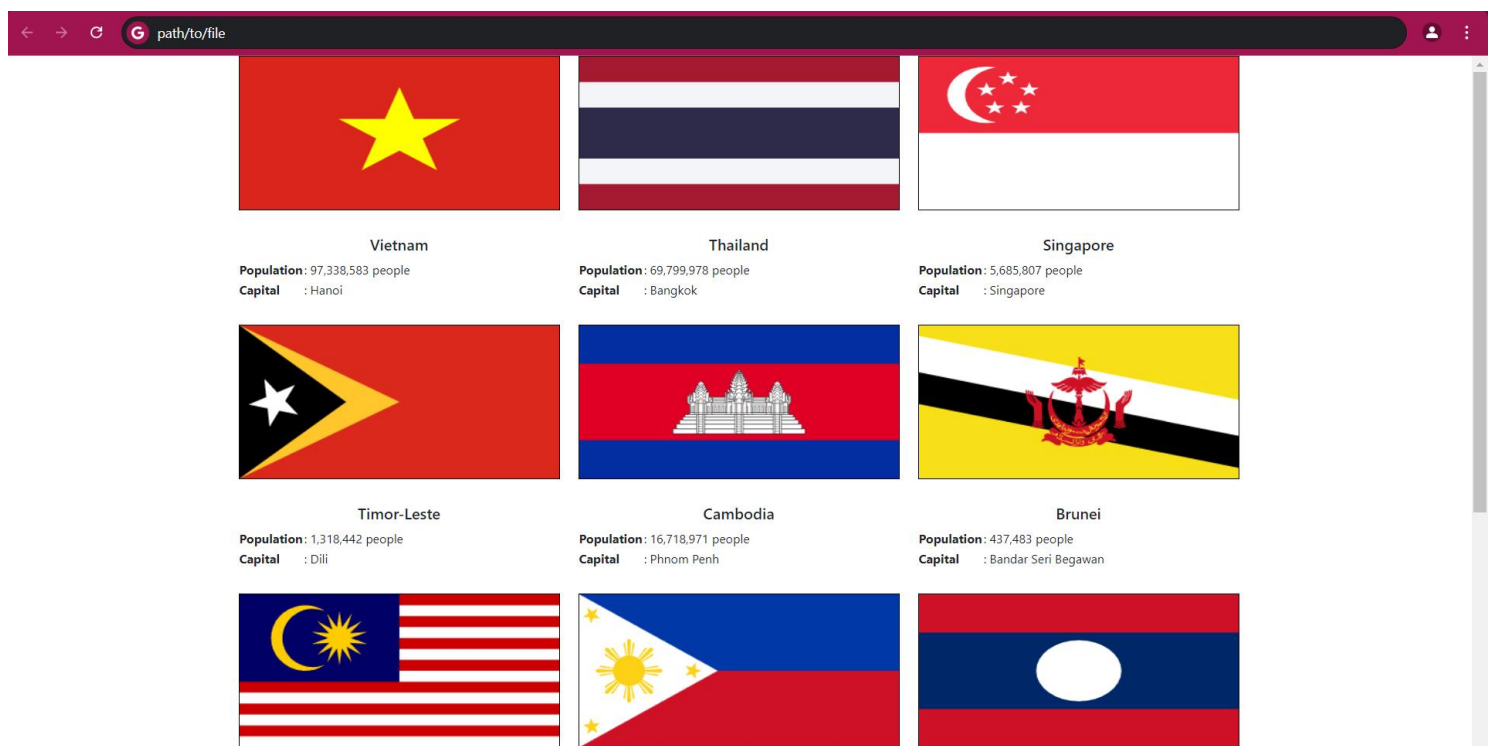 G path/to/file
Vietnam
Population : 97,338,583 people
Capital : Hanoi
Thailand
Population : 69,799,978 people
Capital : Bangkok
Singapore
Population : 5,685,807 people
Capital : Singapore
Timor-Leste
Population : 1,318,442 people
Capital : Dili
Cambodia
Population : 16,718,971 people
Capital : Phnom Penh
Brunei
Population : 437,483 people
Capital : Bandar Seri Begawan